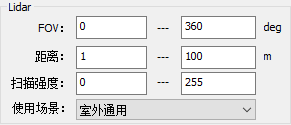 Lidar
FOV: 0 --- 360 deg
距离: 1 --- 100 m
扫描强度: 0 --- 255
使用场景: 室外通用